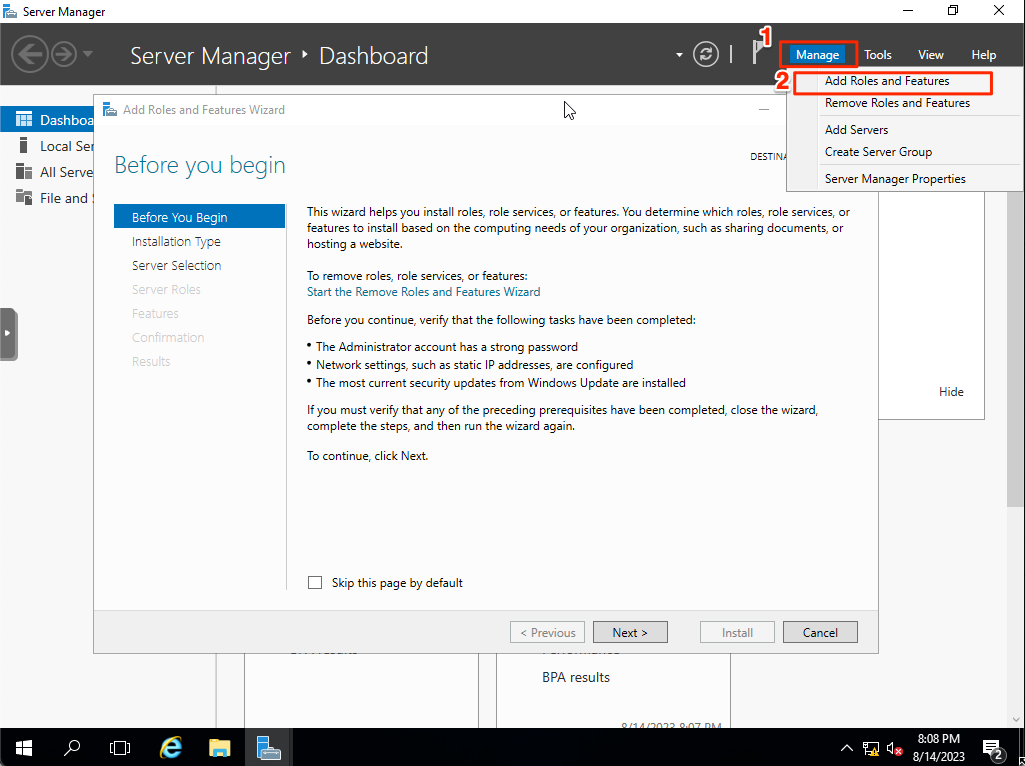 Server Manager
Server Manager ‣ Dashboard
1
Manage
Tools
View
Help
2
Add Roles and Features
Remove Roles and Features
Add Servers
Create Server Group
Server Manager Properties
Local
All
File and
Add Roles and Features Wizard
Before you begin
Before You Begin
Installation Type
Server Selection
Server Roles
Features
Confirmation
Results
This wizard helps you install roles, role services, or features. You determine which roles, role services, or
features to install based on the computing needs of your organization, such as sharing documents, or
hosting a website.
To remove roles, role services, or features:
Start the Remove Roles and Features Wizard
Before you continue, verify that the following tasks have been completed:
• The Administrator account has a strong password
• Network settings, such as static IP addresses, are configured
• The most current security updates from Windows Update are installed
If you must verify that any of the preceding prerequisites have been completed, close the wizard,
complete the steps, and then run the wizard again.
To continue, click Next.
Skip this page by default
< Previous
Next >
Install
Cancel
Hide
BPA results
8/14/2023 8:07 PM
8:08 PM
8/14/2023
2